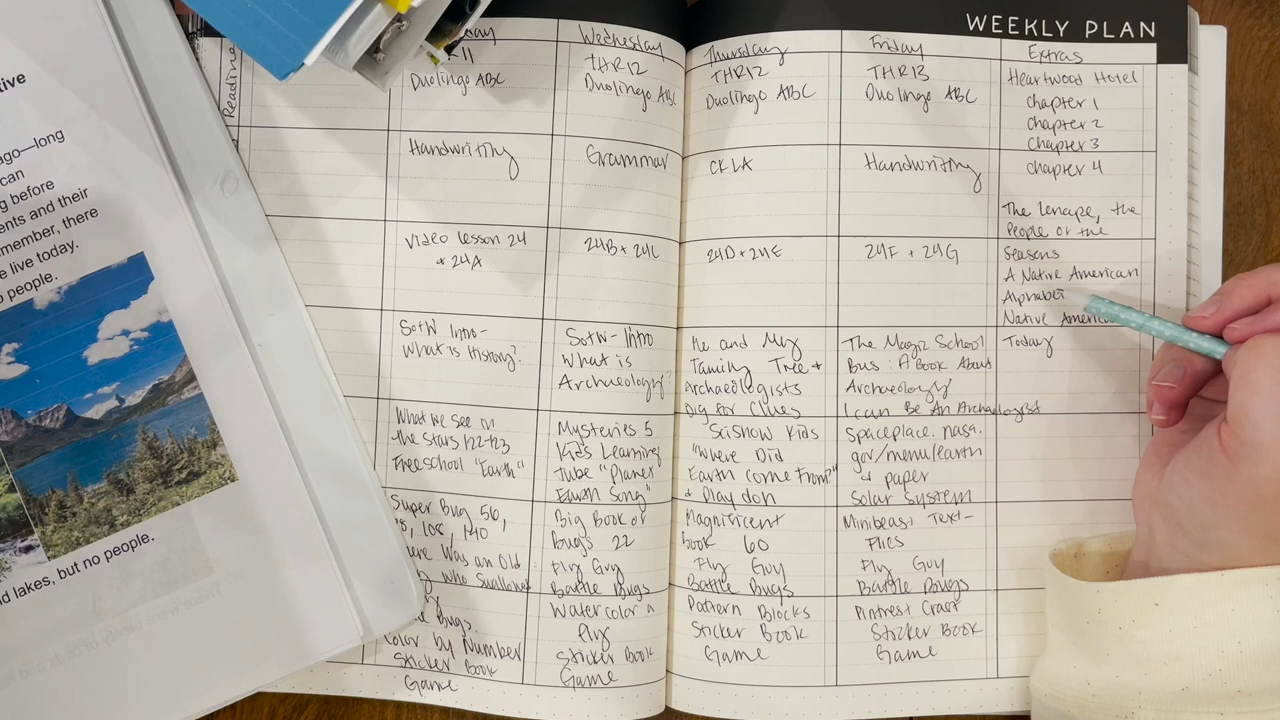 WEEKLY PLAN
Wednesday
Thursday
Friday
Extras
Reading
11
Duolingo ABC
THR12
Duolingo ABC
THR12
Duolingo ABC
THR13
Duolingo ABC
Heartwood Hotel
chapter 1
chapter 2
chapter 3
chapter 4
Handwriting
Grammar
CKLA
Handwriting
The Lenape, the
People of the
Seasons
A Native American
Alphabet
Native
Today
Video lesson 24
+ 24A
24B + 24C
24D + 24E
24F + 24G
SotW Intro-
What is History?
SotW - Intro
What is
Archaeology?
Me and My
Family Tree +
Archaeologists
Dig for Clues
The Magic School
Bus: A Book About
Archaeology
I can Be An Archaeologist
What we see in
the Stars 122-123
Freeschool "Earth"
Mysteries 5
Kids Learning
Tube "Planet
Earth Song"
SciShow Kids
"Where Did
Earth Come From?"
+ Playdoh
Spaceplace.nasa.
gov/menu/earth
+ paper
Solar System
Super Bug 56,
108, 140
Was an Old
who Swallowed
Big Book of
Bugs 22
Fly Guy
Battle Bugs
Magnificent
Book 60
Fly Guy
Battle Bugs
Minibeast Text-
Flies
Fly Guy
Battle Bugs
Bugs
Color by Number
Sticker Book
Game
Watercolor a
Fly
Sticker Book
Game
Pattern Blocks
Sticker Book
Game
Pintrest Craft
Sticker Book
Game
ago—long
can
before
and their
there
live today.
people.
lakes, but no people.